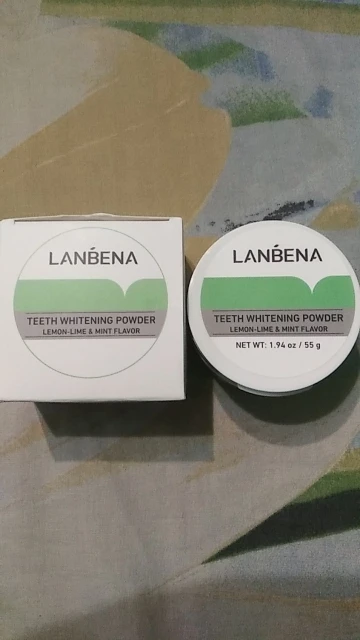 LANBENA
TEETH WHITENING POWDER
LEMON-LIME & MINT FLAVOR
LANBENA
TEETH WHITENING POWDER
LEMON-LIME & MINT FLAVOR
NET WT: 1.94 oz / 55 g